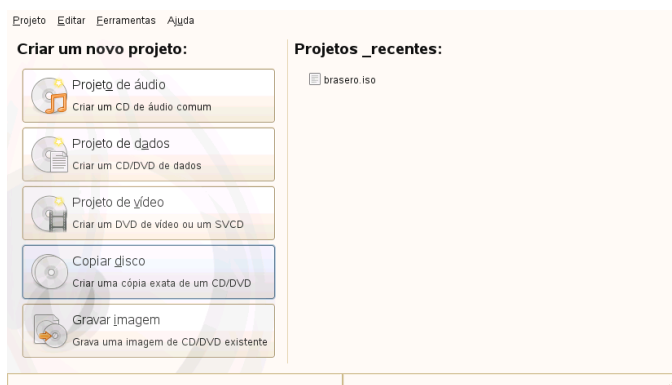 Projeto Editar Ferramentas Ajuda
Criar um novo projeto:
Projeto de áudio
Criar um CD de áudio comum
Projeto de dados
Criar um CD/DVD de dados
Projeto de vídeo
Criar um DVD de vídeo ou um SVCD
Copiar disco
Criar uma cópia exata de um CD/DVD
Gravar imagem
Grava uma imagem de CD/DVD existente
Projetos _recentes:
brasero.iso